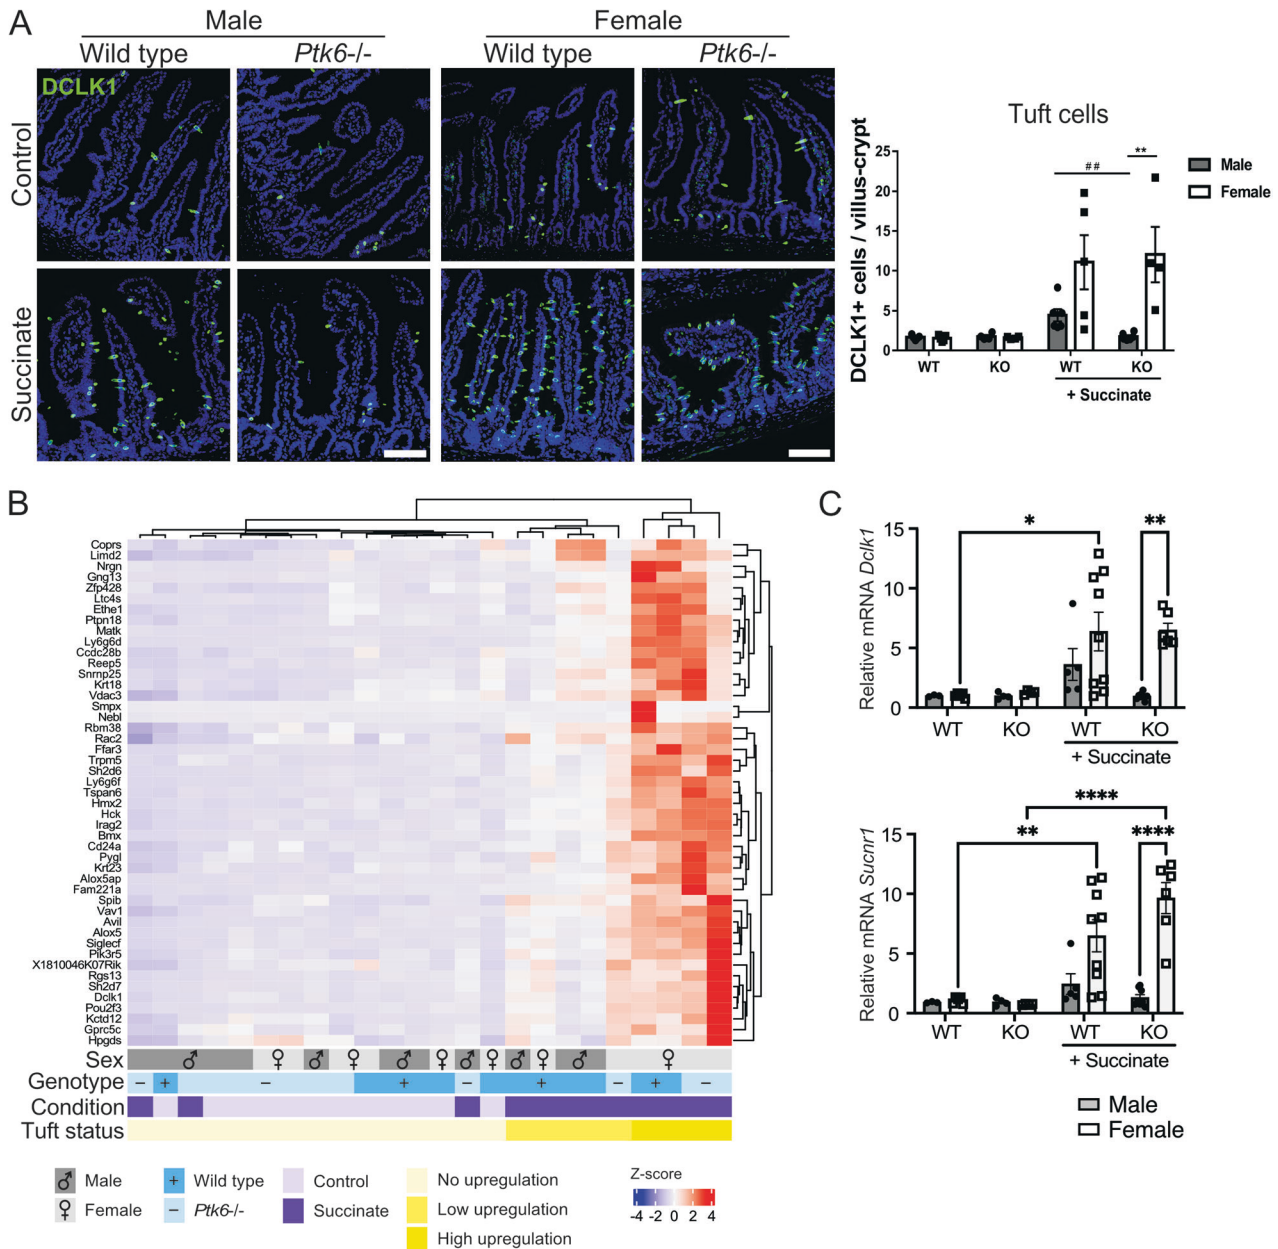 A
Male
Female
Wild type
Ptk6-/-
Wild type
Ptk6-/-
DCLK1
Control
Succinate
Tuft cells
DCLK1+ cells / villus-crypt
25
20
15
10
5
0
##
**
WT
KO
WT
KO
+ Succinate
Male
Female
B
Coprs
Limd2
Nrgn
Gng13
Zfp428
Ltc4s
Ethe1
Ptpn18
Matk
Ly6g6d
Ccdc28b
Reep5
Snrnp25
Krt18
Vdac3
Smpx
Nebl
Rbm38
Rac2
Ffar3
Trpm5
Sh2d6
Ly6g6f
Tspan6
Hmx2
Hck
Irag2
Bmx
Cd24a
Pygl
Krt23
Alox5ap
Fam221a
Spib
Vav1
Avil
Alox5
Siglecf
Pik3r5
X1810046K07Rik
Rgs13
Sh2d7
Dclk1
Pou2f3
Kctd12
Gprc5c
Hpgds
Sex ♂ ♀ ♂ ♀ ♂ ♀ ♂ ♀ ♂ ♀ ♂ ♀
Genotype − + − + − + − + −
Condition
Tuft status
♂ Male
♀ Female
+ Wild type
− Ptk6-/-
Control
Succinate
No upregulation
Low upregulation
High upregulation
Z-score
-4 -2 0 2 4
C
Relative mRNA Dclk1
15
10
5
0
*
**
WT
KO
WT
KO
+ Succinate
Relative mRNA Sucnr1
15
10
5
0
****
**
****
WT
KO
WT
KO
+ Succinate
Male
Female